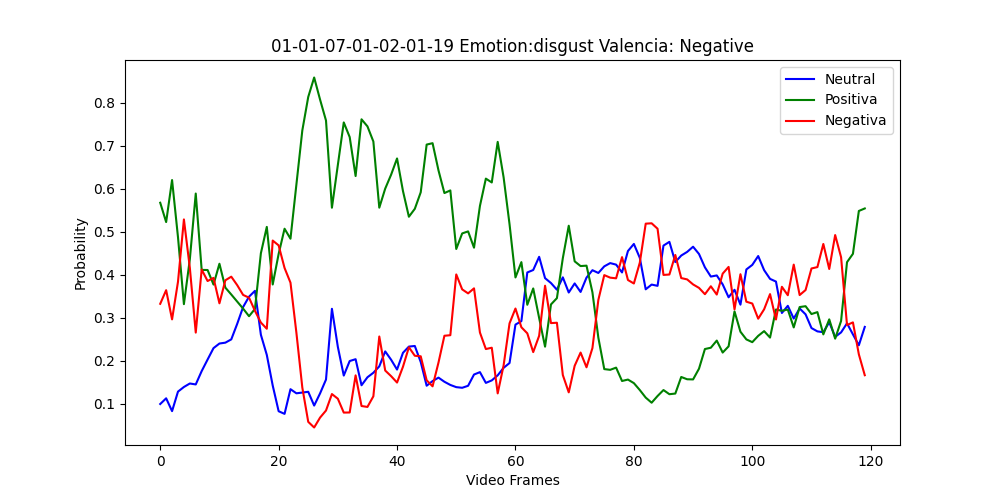 01-01-07-01-02-01-19 Emotion:disgust Valencia: Negative
Neutral
Positiva
Negativa
0.8
0.7
0.6
0.5
0.4
0.3
0.2
0.1
Probability
0 20 40 60 80 100 120
Video Frames